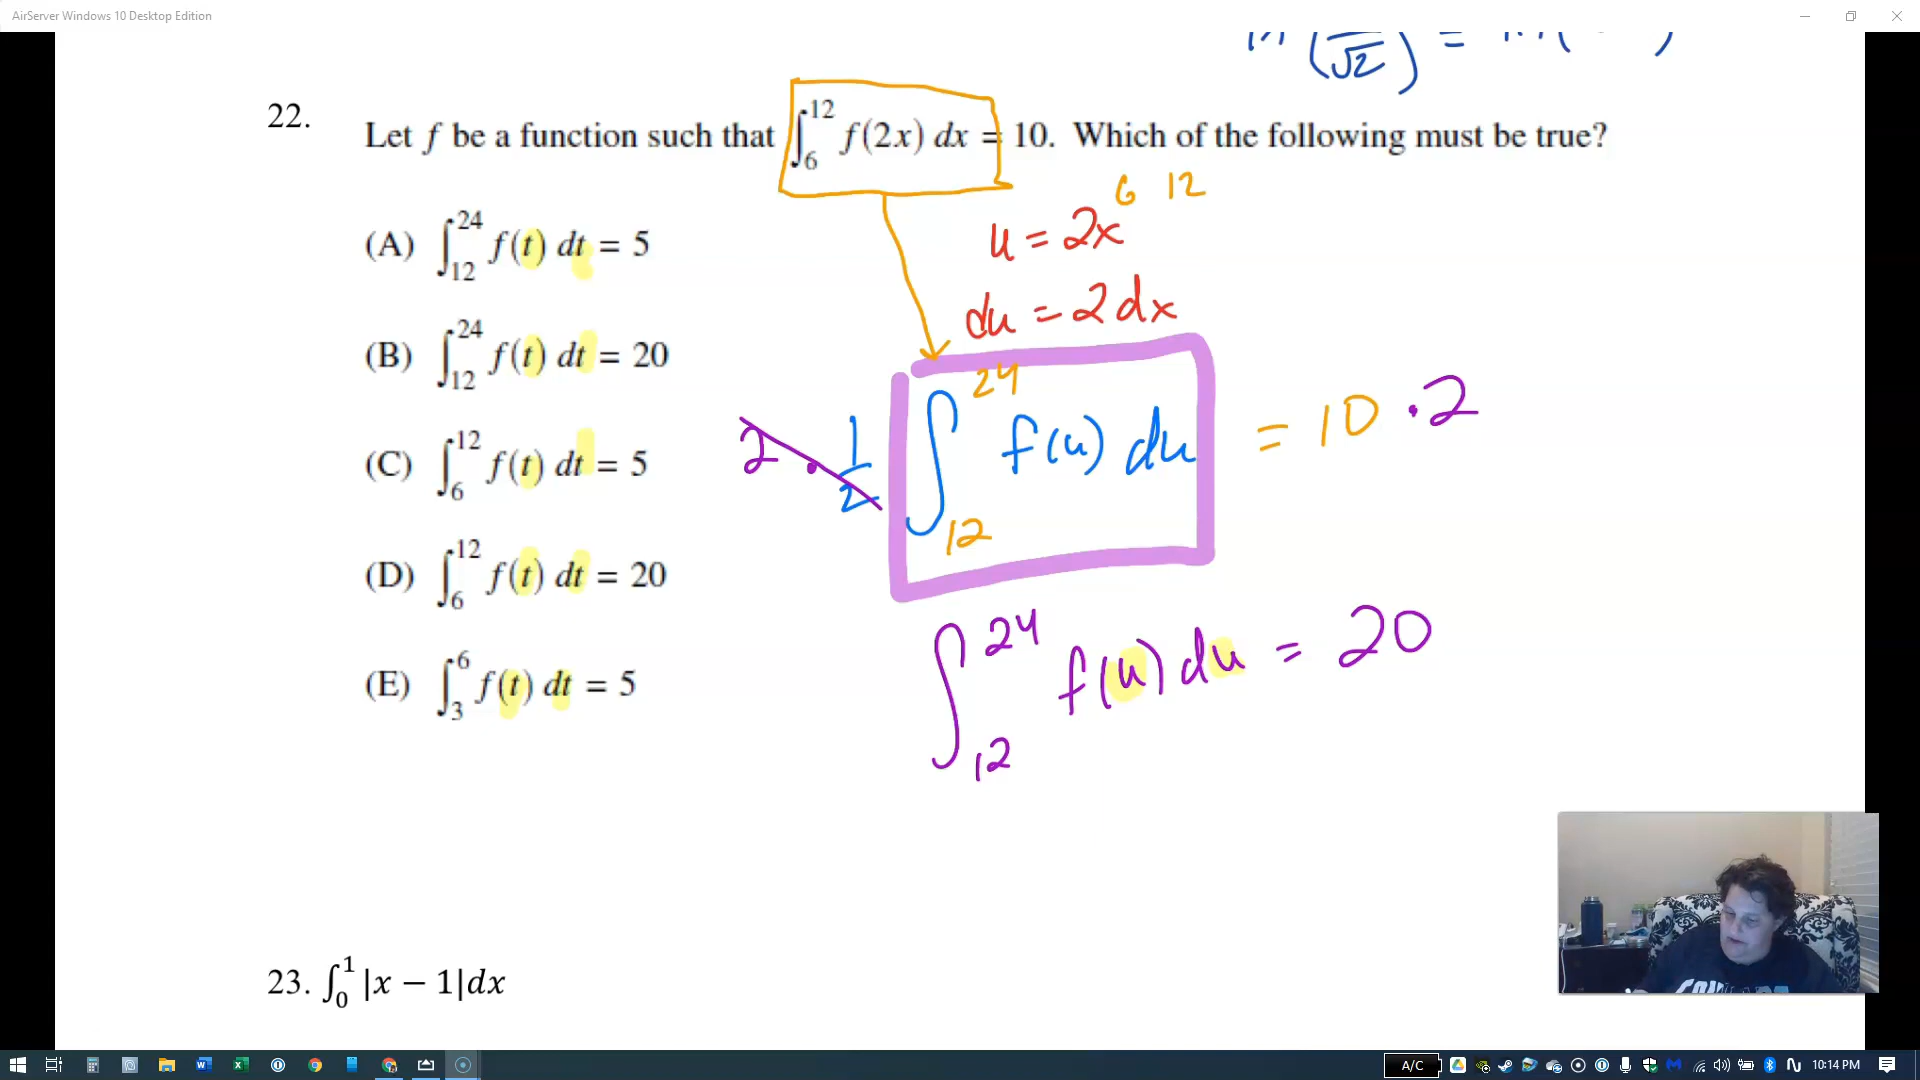 AirServer Windows 10 Desktop Edition
22. Let f be a function such that ∫₆¹² f(2x) dx = 10. Which of the following must be true?
6 12
(A) ∫₁₂²⁴ f(t) dt = 5
u = 2x
du = 2dx
(B) ∫₁₂²⁴ f(t) dt = 20
2 · 1/2 ∫₁₂²⁴ f(u) du = 10 · 2
(C) ∫₆¹² f(t) dt = 5
(D) ∫₆¹² f(t) dt = 20
(E) ∫₃⁶ f(t) dt = 5
∫₁₂²⁴ f(u) du = 20
23. ∫₀¹ |x − 1|dx
A/C 10:14 PM